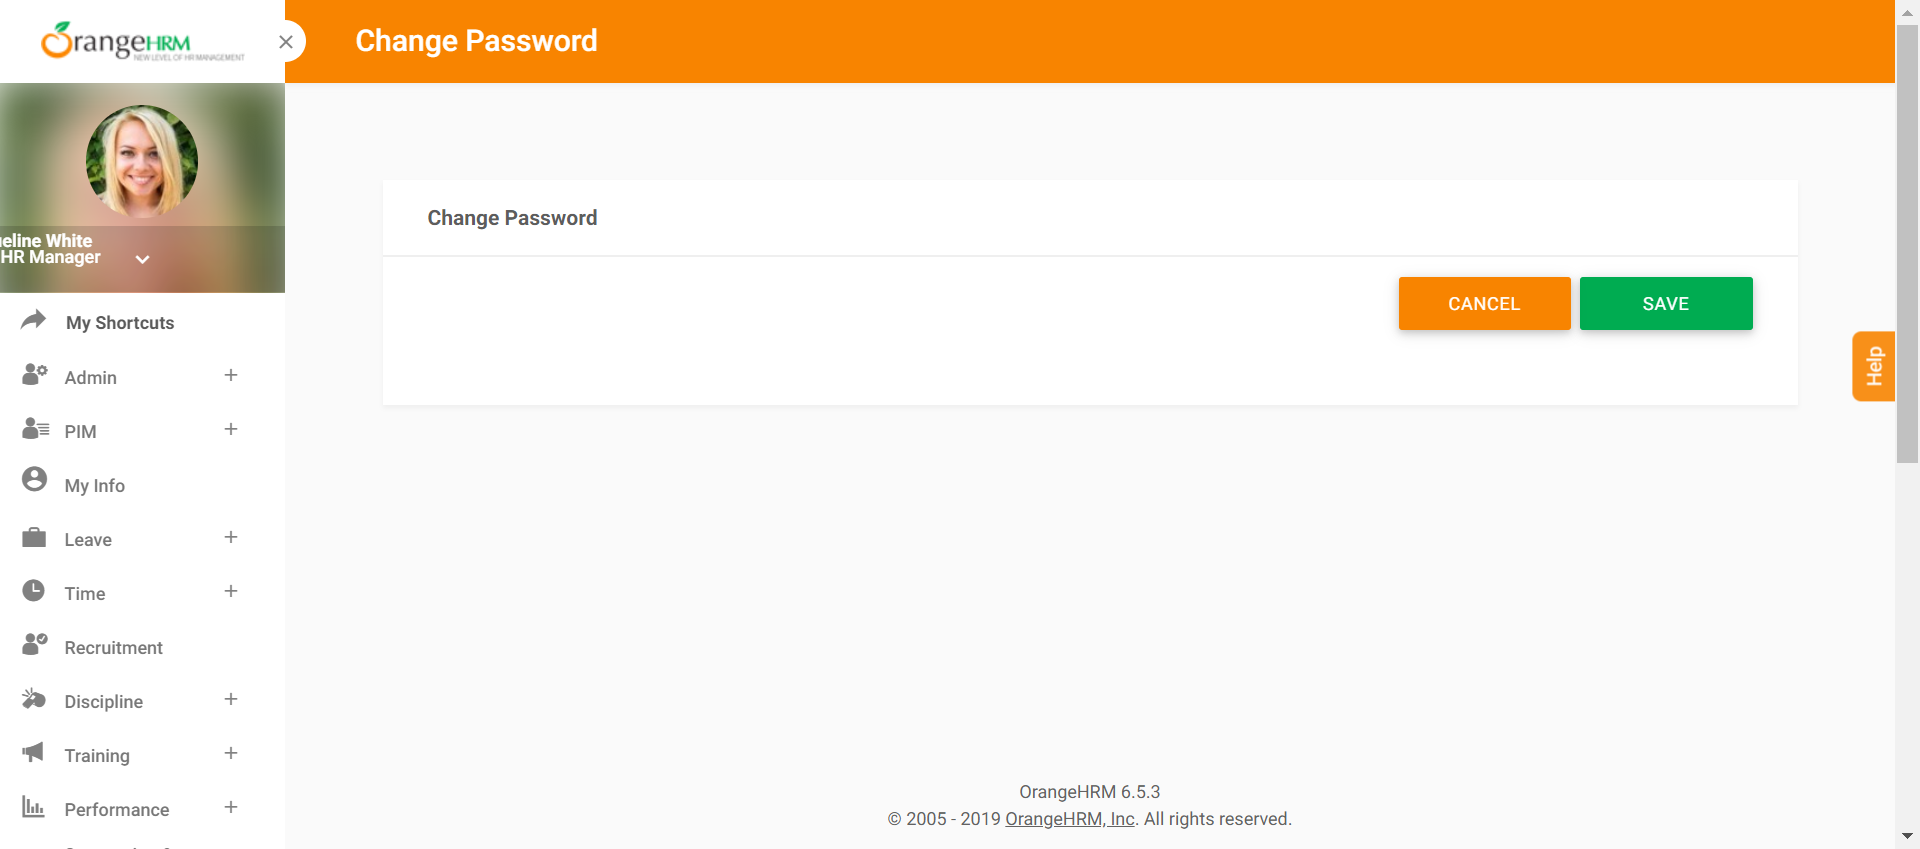 OrangeHRM
NEW LEVEL OF HR MANAGEMENT
Change Password
eline White
HR Manager
My Shortcuts
Admin
PIM
My Info
Leave
Time
Recruitment
Discipline
Training
Performance
Change Password
CANCEL
SAVE
Help
OrangeHRM 6.5.3
© 2005 - 2019 OrangeHRM, Inc. All rights reserved.